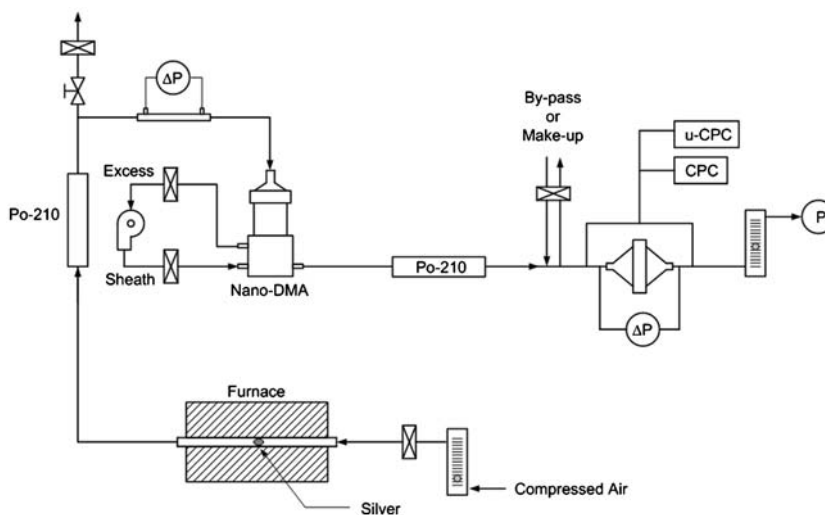 ΔP
By-pass
or
Make-up
u-CPC
CPC
Excess
Po-210
P
Sheath
Nano-DMA
Po-210
ΔP
Furnace
Silver
Compressed Air